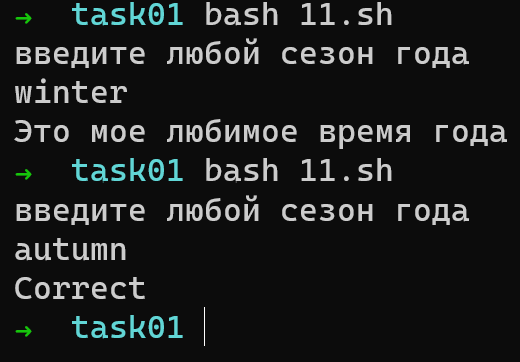 → task01 bash 11.sh
введите любой сезон года
winter
Это мое любимое время года
→ task01 bash 11.sh
введите любой сезон года
autumn
Correct
→ task01